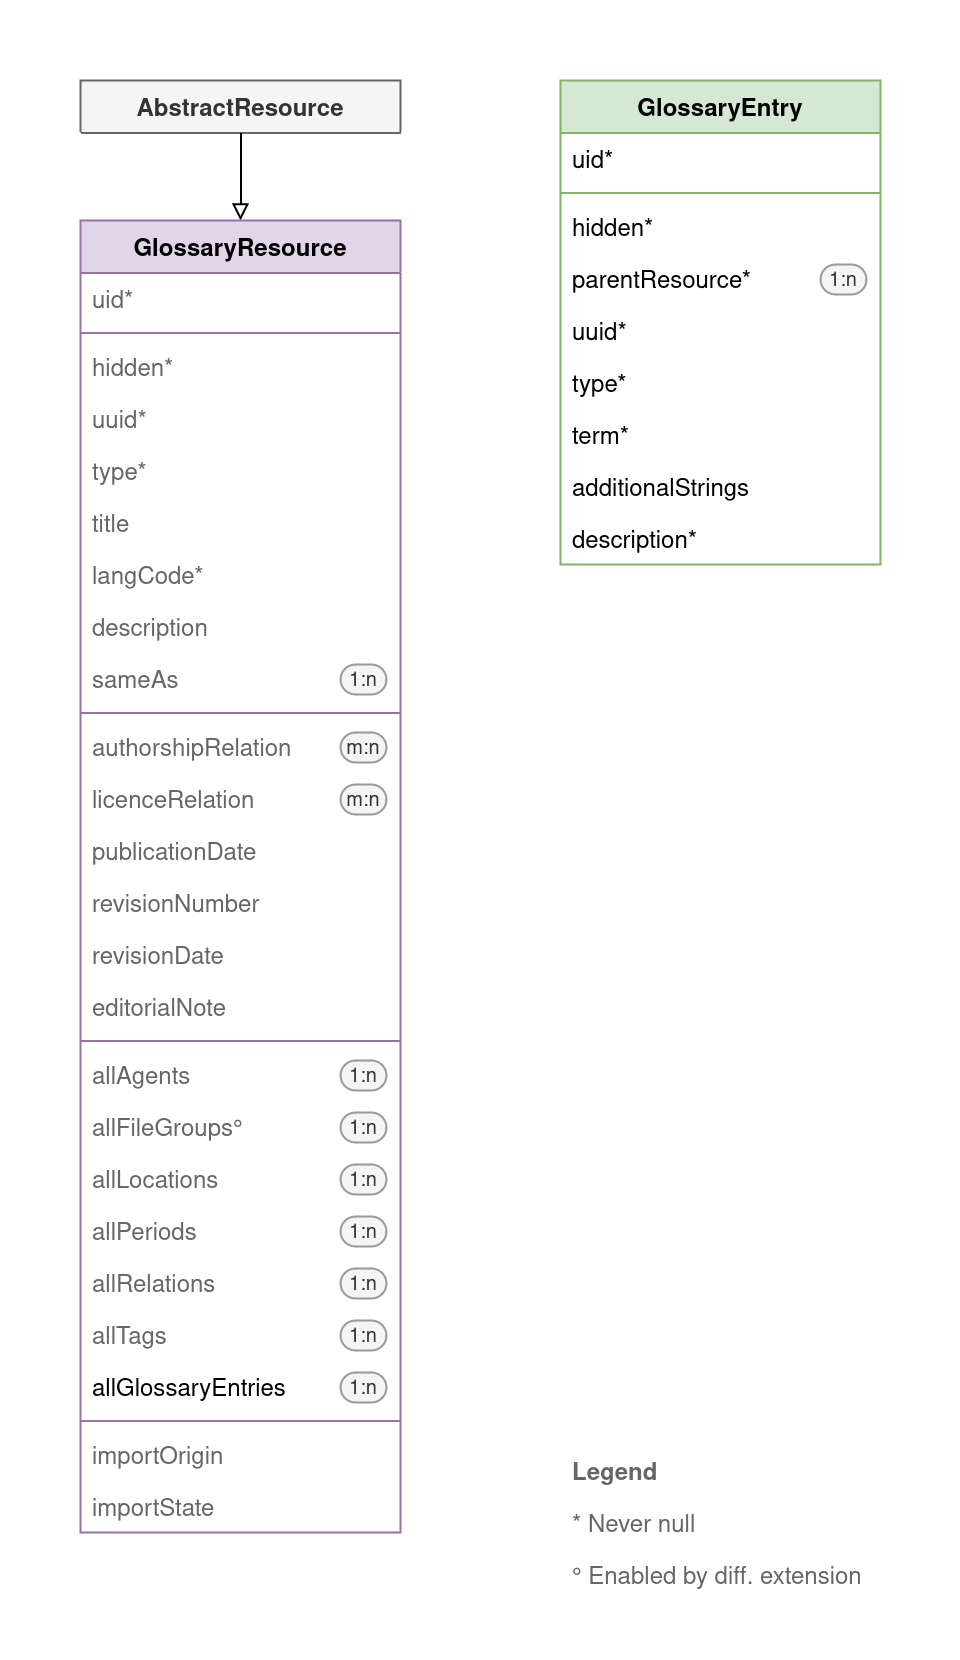 AbstractResource
GlossaryResource
uid*
hidden*
uuid*
type*
title
langCode*
description
sameAs 1:n
authorshipRelation m:n
licenceRelation m:n
publicationDate
revisionNumber
revisionDate
editorialNote
allAgents 1:n
allFileGroups° 1:n
allLocations 1:n
allPeriods 1:n
allRelations 1:n
allTags 1:n
allGlossaryEntries 1:n
importOrigin
importState
GlossaryEntry
uid*
hidden*
parentResource* 1:n
uuid*
type*
term*
additionalStrings
description*
Legend
* Never null
° Enabled by diff. extension